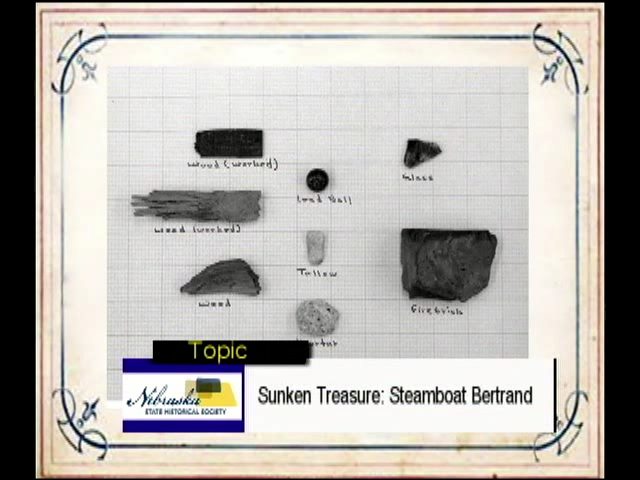 wood (worked)
Glass
Lead Ball
wood (worked)
Tallow
wood
Firebrick
Topic
Nebraska
STATE HISTORICAL SOCIETY
Sunken Treasure: Steamboat Bertrand